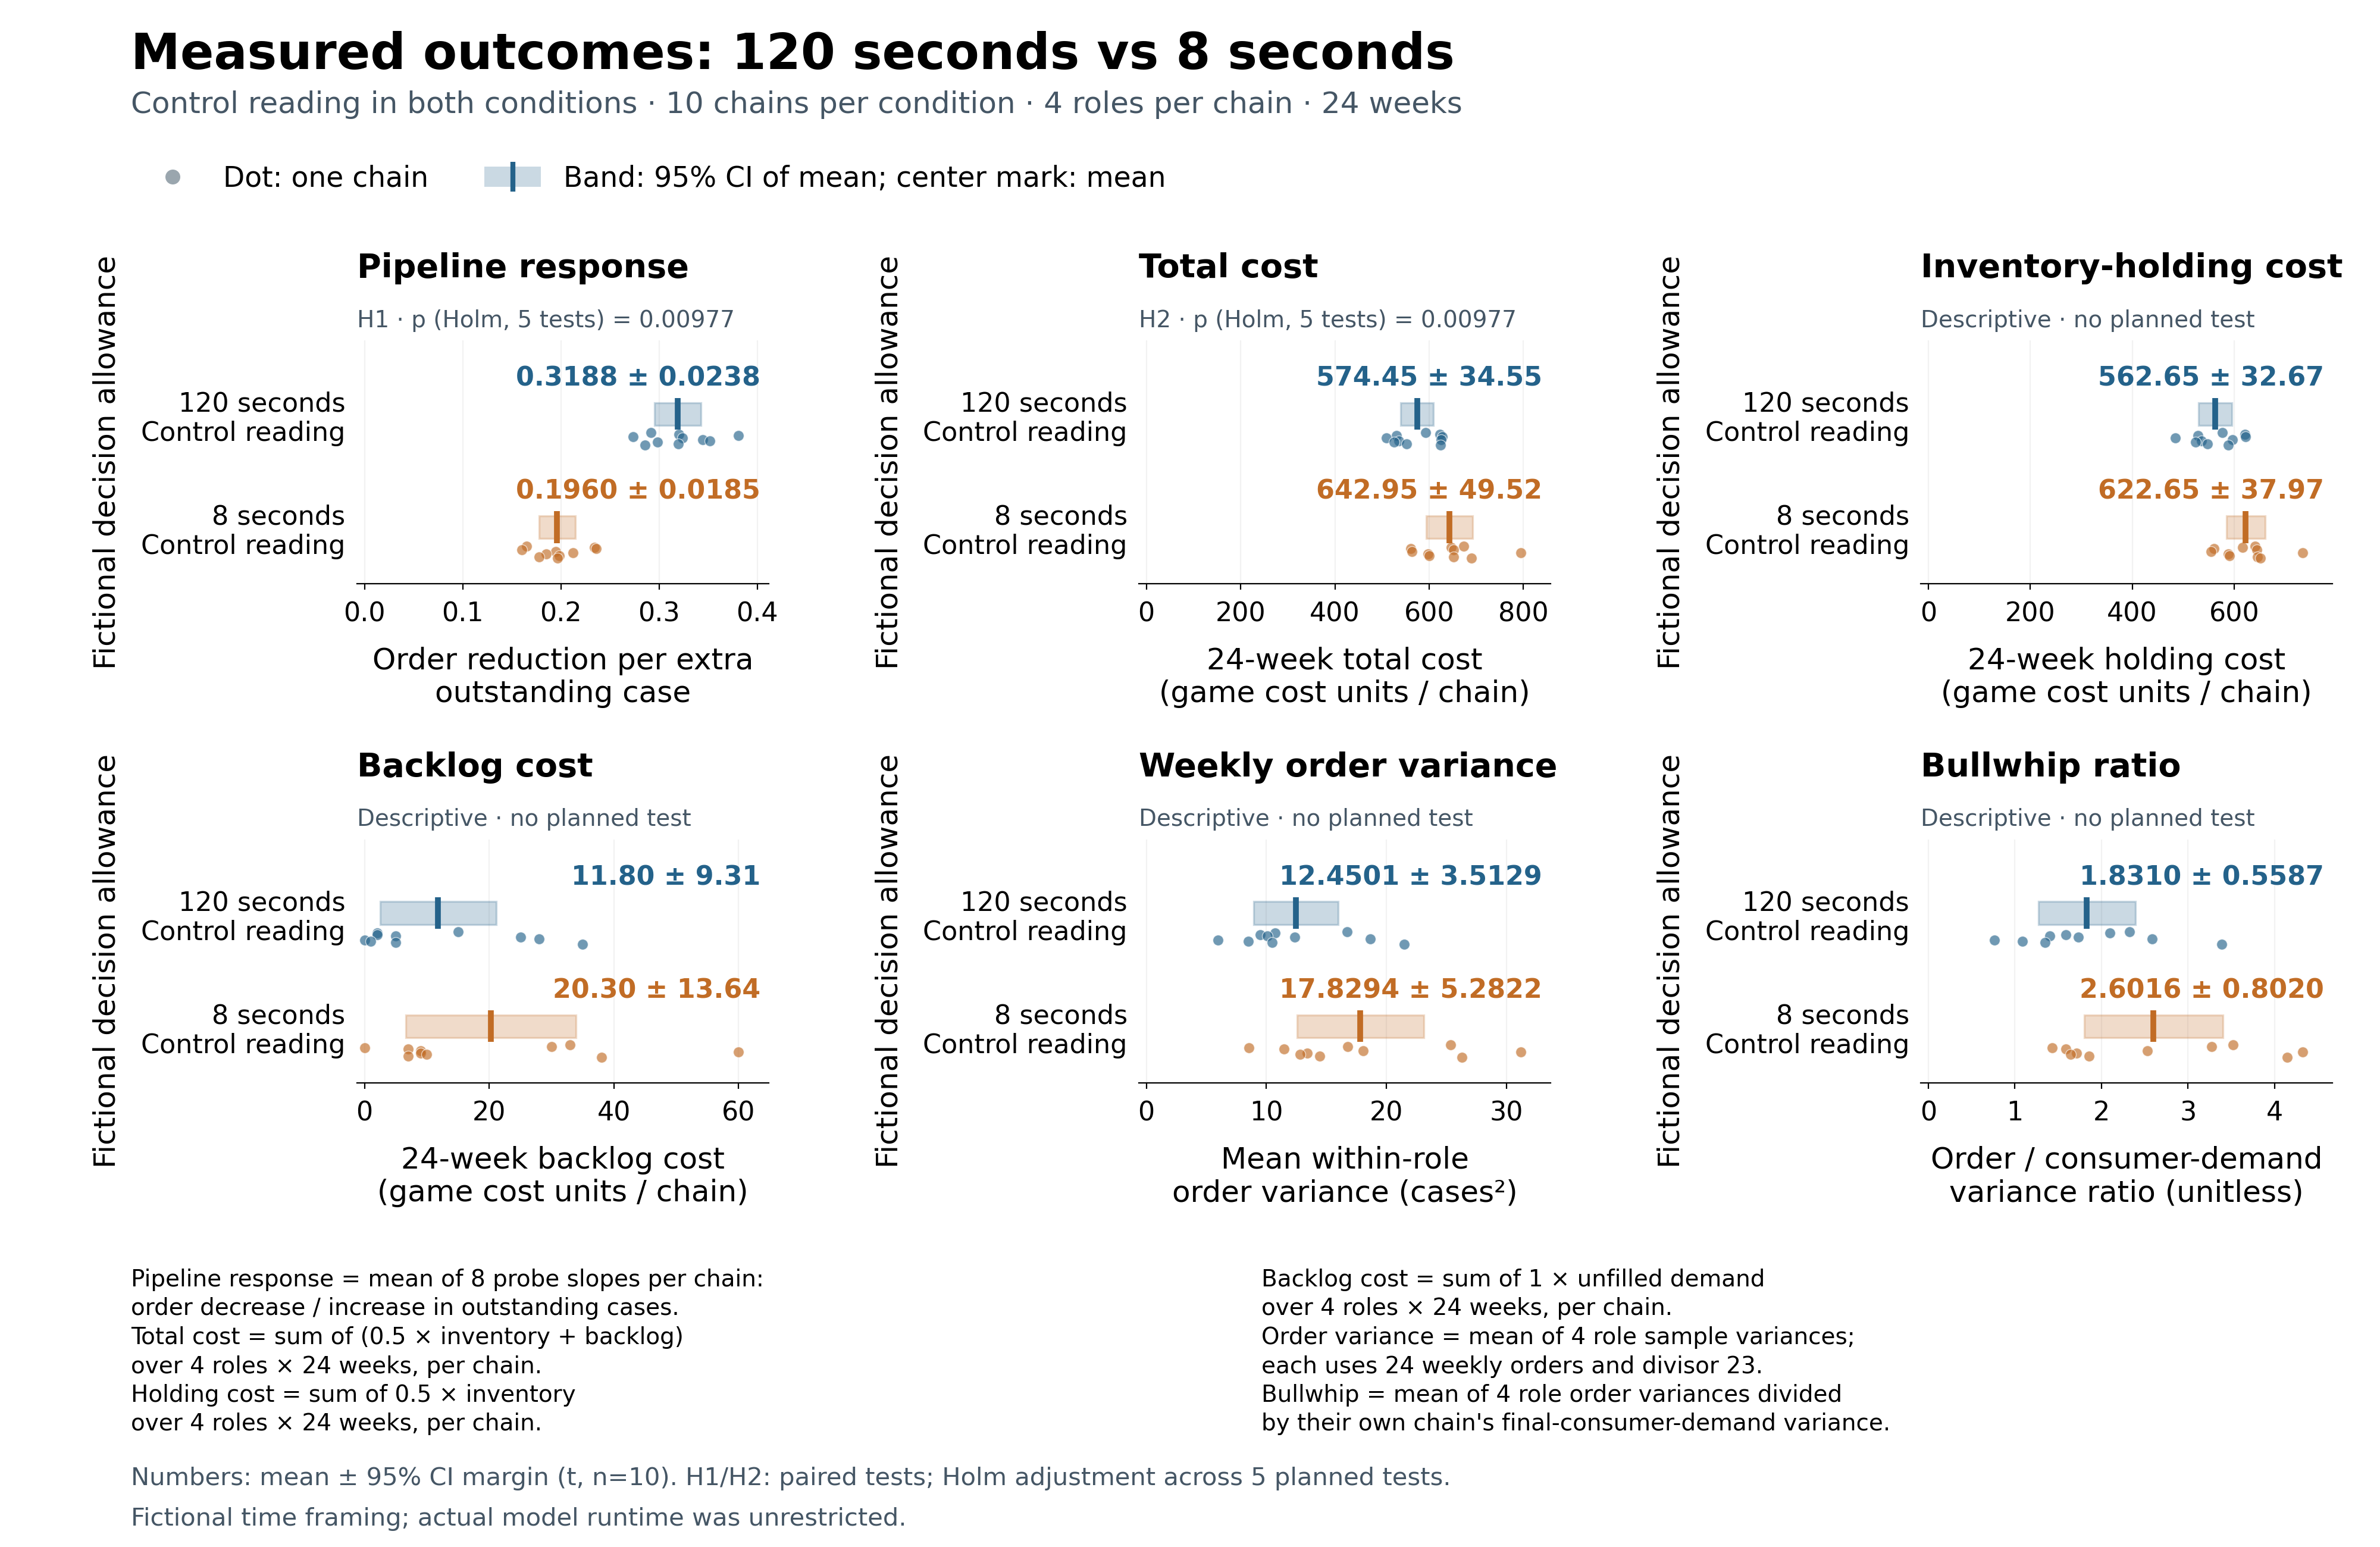 Measured outcomes: 120 seconds vs 8 seconds
Control reading in both conditions · 10 chains per condition · 4 roles per chain · 24 weeks
Dot: one chain
Band: 95% CI of mean; center mark: mean
Fictional decision allowance
Pipeline response
H1 · p (Holm, 5 tests) = 0.00977
0.3188 ± 0.0238
120 seconds
Control reading
0.1960 ± 0.0185
8 seconds
Control reading
0.0 0.1 0.2 0.3 0.4
Order reduction per extra
outstanding case
Fictional decision allowance
Total cost
H2 · p (Holm, 5 tests) = 0.00977
574.45 ± 34.55
120 seconds
Control reading
642.95 ± 49.52
8 seconds
Control reading
0 200 400 600 800
24-week total cost
(game cost units / chain)
Fictional decision allowance
Inventory-holding cost
Descriptive · no planned test
562.65 ± 32.67
120 seconds
Control reading
622.65 ± 37.97
8 seconds
Control reading
0 200 400 600
24-week holding cost
(game cost units / chain)
Fictional decision allowance
Backlog cost
Descriptive · no planned test
11.80 ± 9.31
120 seconds
Control reading
20.30 ± 13.64
8 seconds
Control reading
0 20 40 60
24-week backlog cost
(game cost units / chain)
Fictional decision allowance
Weekly order variance
Descriptive · no planned test
12.4501 ± 3.5129
120 seconds
Control reading
17.8294 ± 5.2822
8 seconds
Control reading
0 10 20 30
Mean within-role
order variance (cases²)
Fictional decision allowance
Bullwhip ratio
Descriptive · no planned test
1.8310 ± 0.5587
120 seconds
Control reading
2.6016 ± 0.8020
8 seconds
Control reading
0 1 2 3 4
Order / consumer-demand
variance ratio (unitless)
Pipeline response = mean of 8 probe slopes per chain:
order decrease / increase in outstanding cases.
Total cost = sum of (0.5 × inventory + backlog)
over 4 roles × 24 weeks, per chain.
Holding cost = sum of 0.5 × inventory
over 4 roles × 24 weeks, per chain.
Backlog cost = sum of 1 × unfilled demand
over 4 roles × 24 weeks, per chain.
Order variance = mean of 4 role sample variances;
each uses 24 weekly orders and divisor 23.
Bullwhip = mean of 4 role order variances divided
by their own chain's final-consumer-demand variance.
Numbers: mean ± 95% CI margin (t, n=10). H1/H2: paired tests; Holm adjustment across 5 planned tests.
Fictional time framing; actual model runtime was unrestricted.